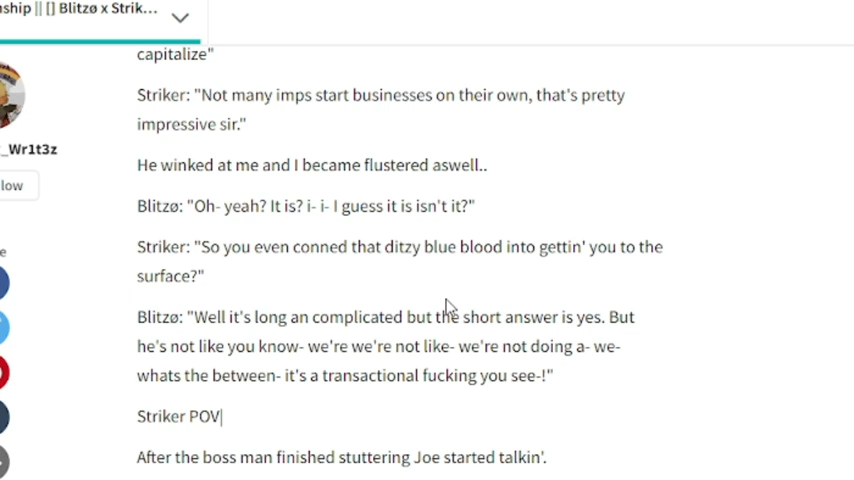 nship || [] Blitzø x Strik...
capitalize"
Striker: "Not many imps start businesses on their own, that's pretty
impressive sir."
_Wr1t3z
He winked at me and I became flustered aswell..
low
Blitzø: "Oh- yeah? It is? i- i- I guess it is isn't it?"
Striker: "So you even conned that ditzy blue blood into gettin' you to the
e
surface?"
Blitzø: "Well it's long an complicated but the short answer is yes. But
he's not like you know- we're we're not like- we're not doing a- we-
whats the between- it's a transactional fucking you see-!"
Striker POV|
After the boss man finished stuttering Joe started talkin'.